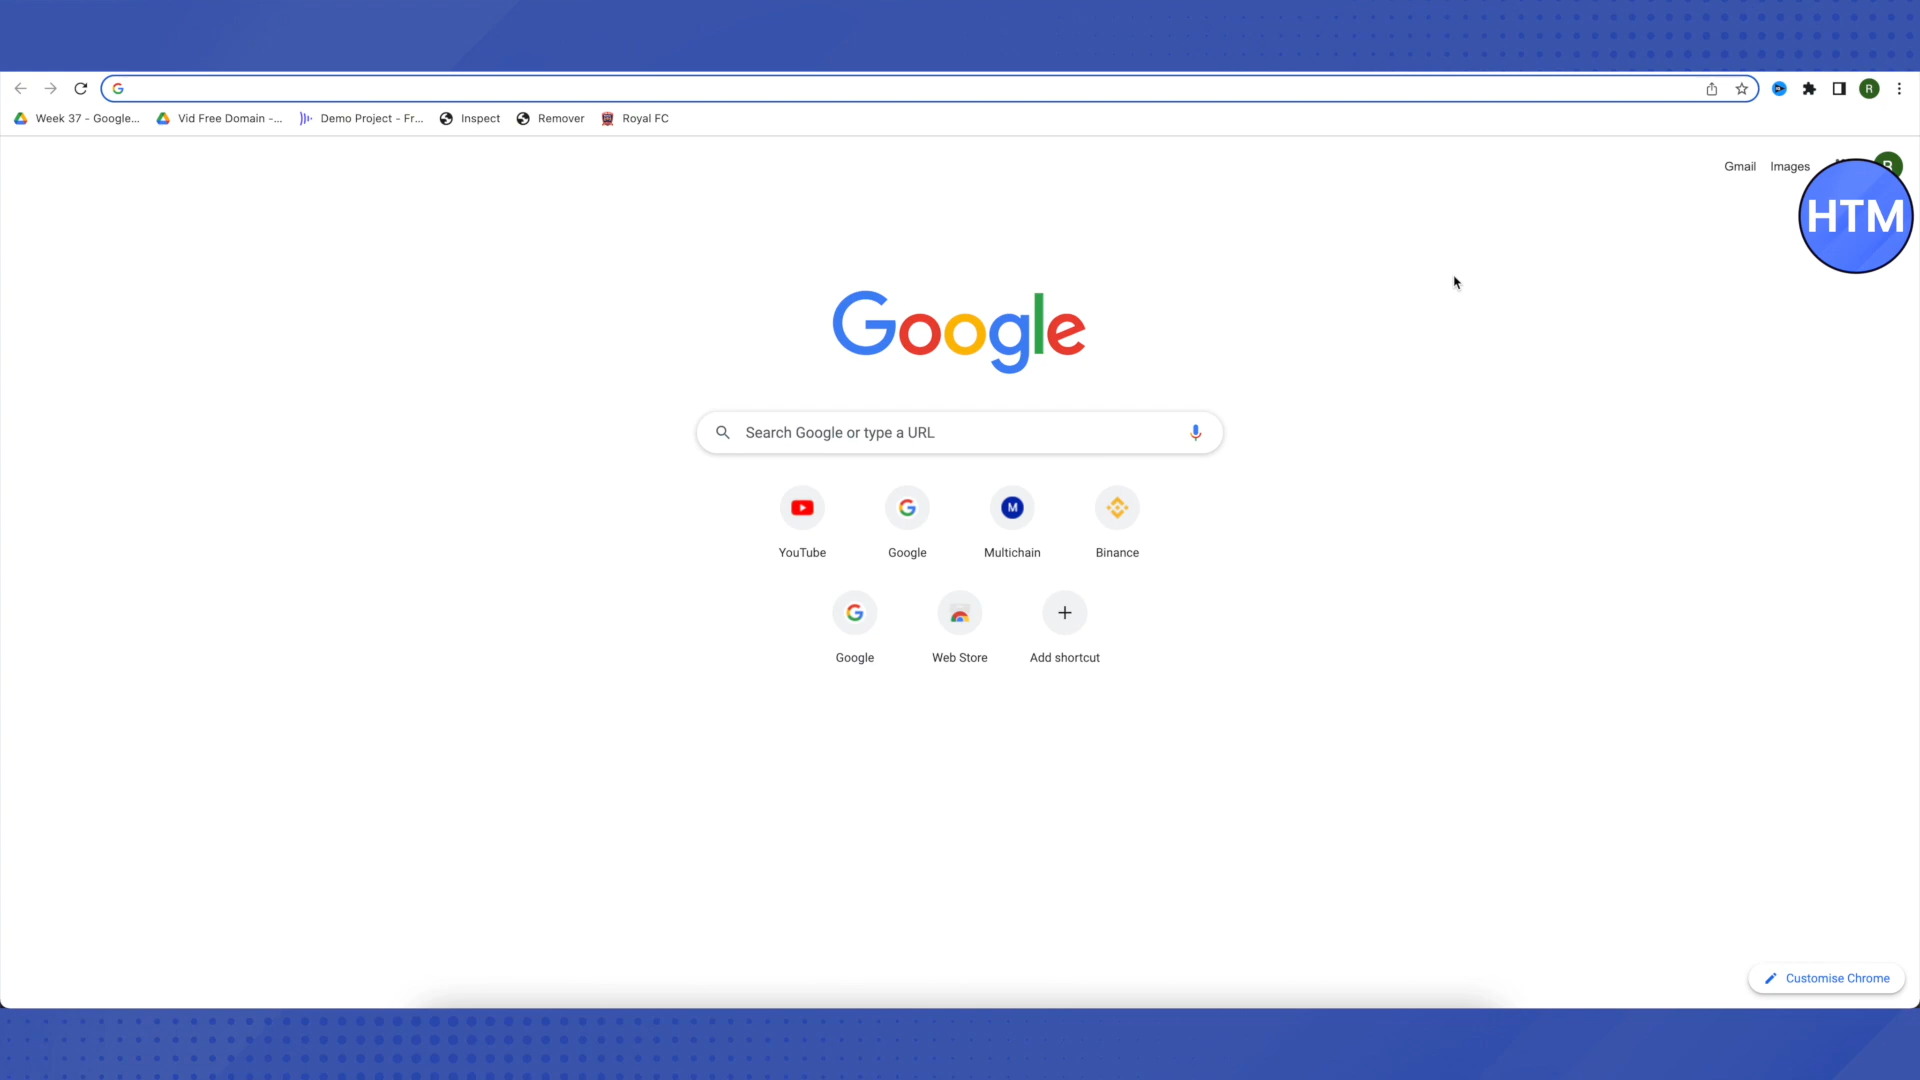 R
Week 37 - Google...
Vid Free Domain -...
Demo Project - Fr...
Inspect
Remover
Royal FC
Gmail
Images
HTM
Google
Search Google or type a URL
M
YouTube
Google
Multichain
Binance
Google
Web Store
Add shortcut
Customise Chrome